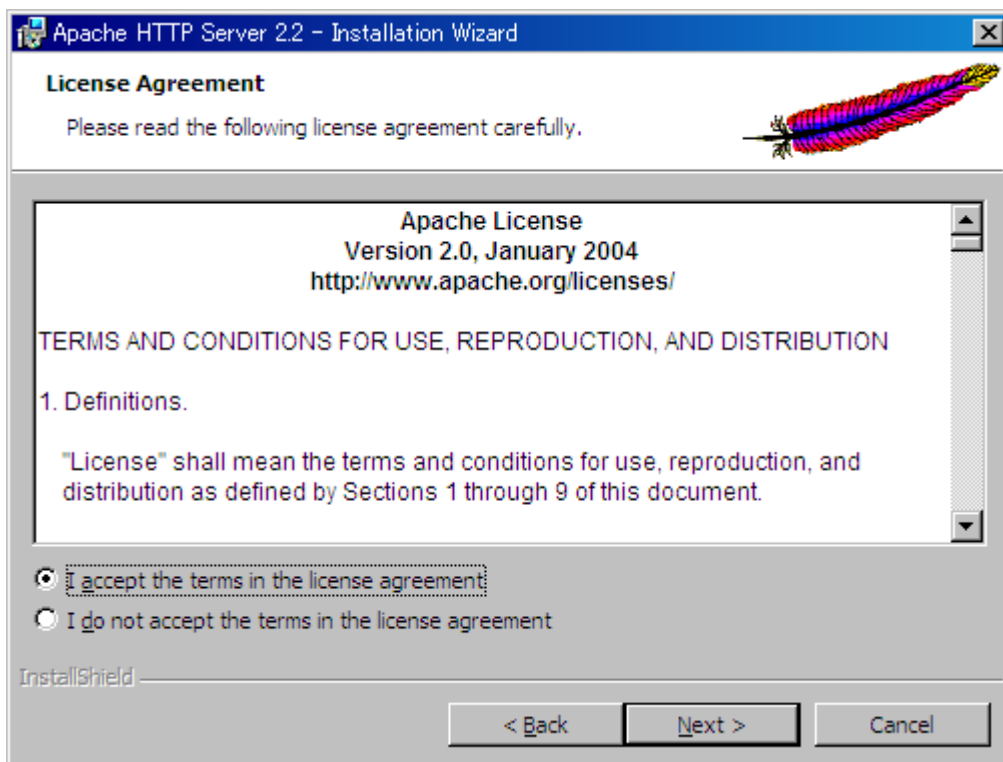 Apache HTTP Server 2.2 - Installation Wizard
License Agreement
Please read the following license agreement carefully.
Apache License
Version 2.0, January 2004
http://www.apache.org/licenses/
TERMS AND CONDITIONS FOR USE, REPRODUCTION, AND DISTRIBUTION
1. Definitions.
"License" shall mean the terms and conditions for use, reproduction, and
distribution as defined by Sections 1 through 9 of this document.
I accept the terms in the license agreement
I do not accept the terms in the license agreement
InstallShield
< Back
Next >
Cancel